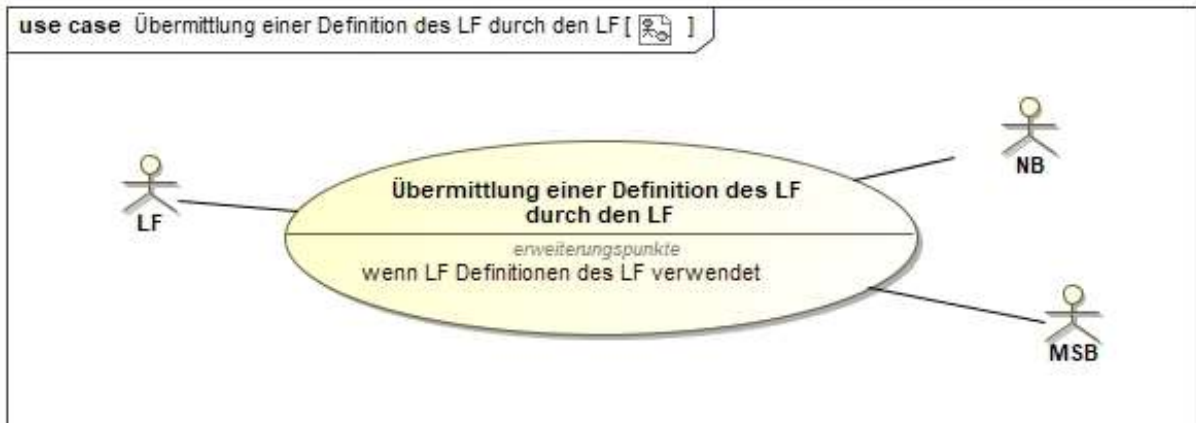 use case Übermittlung einer Definition des LF durch den LF [ ]
NB
Übermittlung einer Definition des LF
durch den LF
LF
erweiterungspunkte
wenn LF Definitionen des LF verwendet
MSB